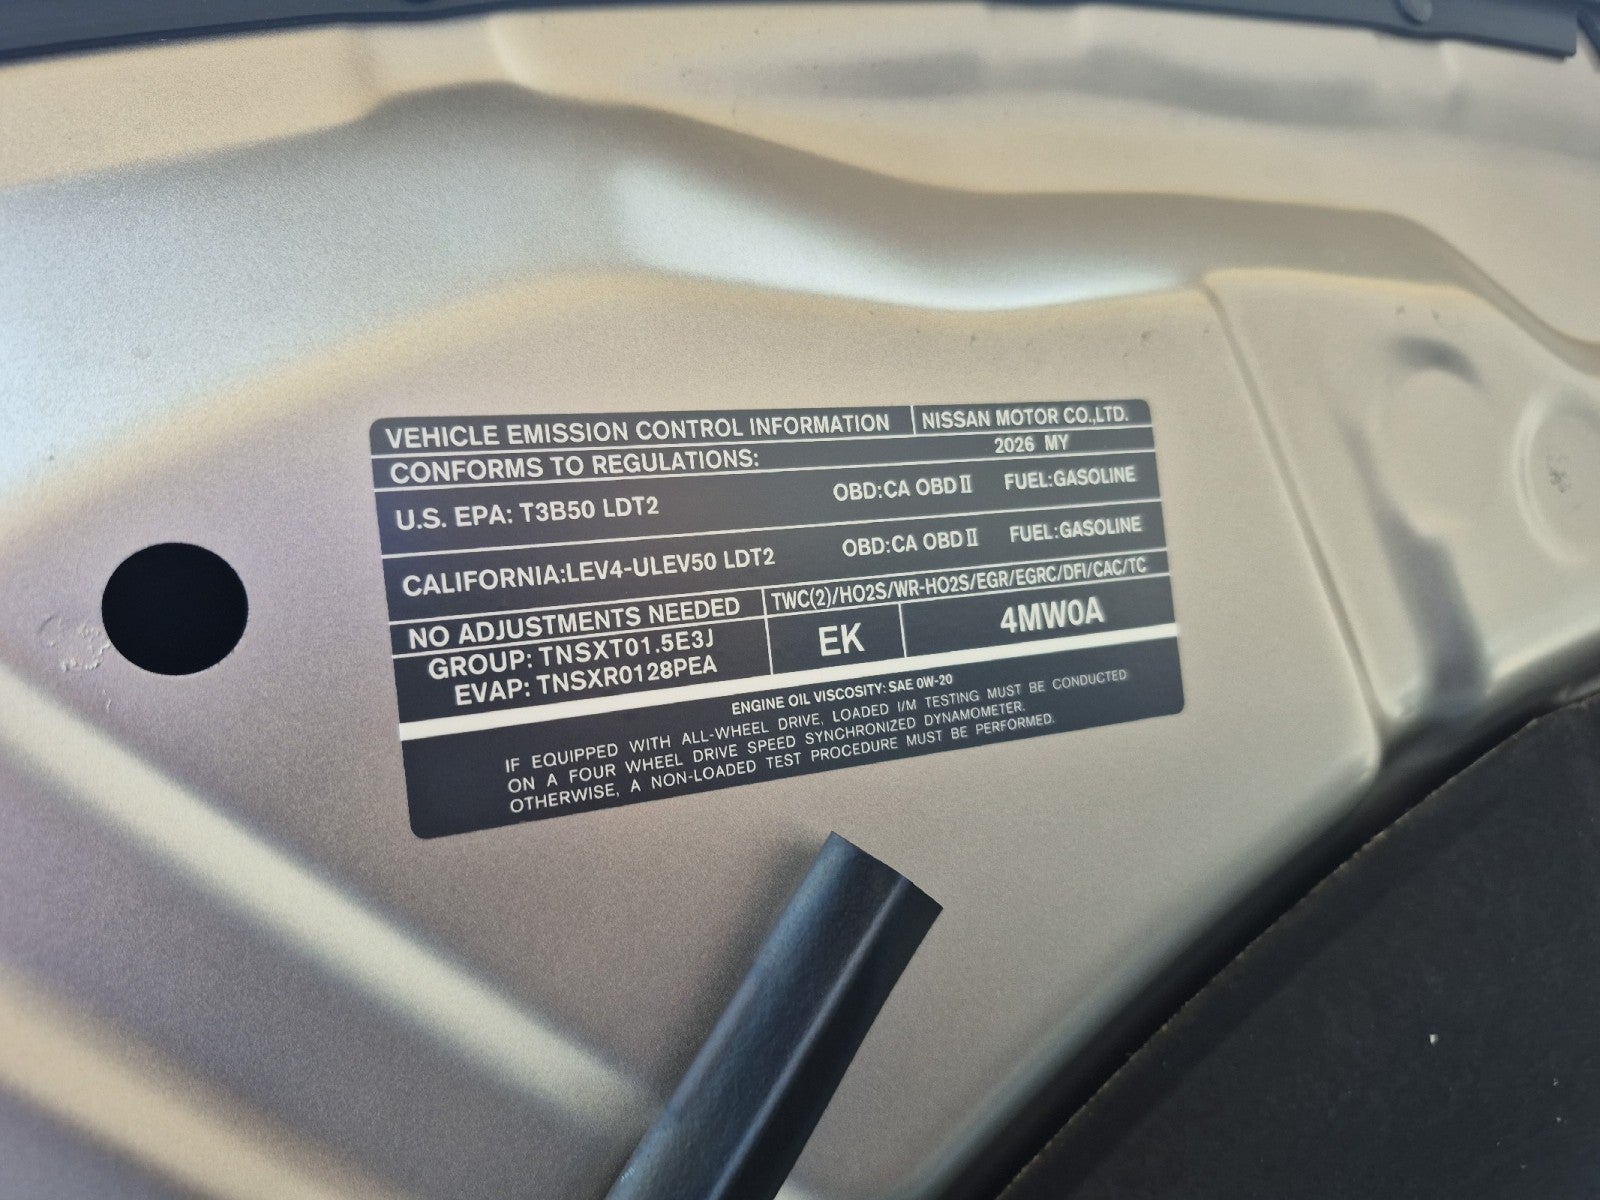 VEHICLE EMISSION CONTROL INFORMATION NISSAN MOTOR CO.,LTD.
CONFORMS TO REGULATIONS: 2026 MY
U.S. EPA: T3B50 LDT2 OBD:CA OBD II FUEL:GASOLINE
CALIFORNIA:LEV4-ULEV50 LDT2 OBD:CA OBD II FUEL:GASOLINE
NO ADJUSTMENTS NEEDED TWC(2)/HO2S/WR-HO2S/EGR/EGRC/DFI/CAC/TC
GROUP: TNSXT01.5E3J EK 4MW0A
EVAP: TNSXR0128PEA
ENGINE OIL VISCOSITY: SAE 0W-20
IF EQUIPPED WITH ALL-WHEEL DRIVE, LOADED I/M TESTING MUST BE CONDUCTED
ON A FOUR WHEEL DRIVE SPEED SYNCHRONIZED DYNAMOMETER.
OTHERWISE, A NON-LOADED TEST PROCEDURE MUST BE PERFORMED.